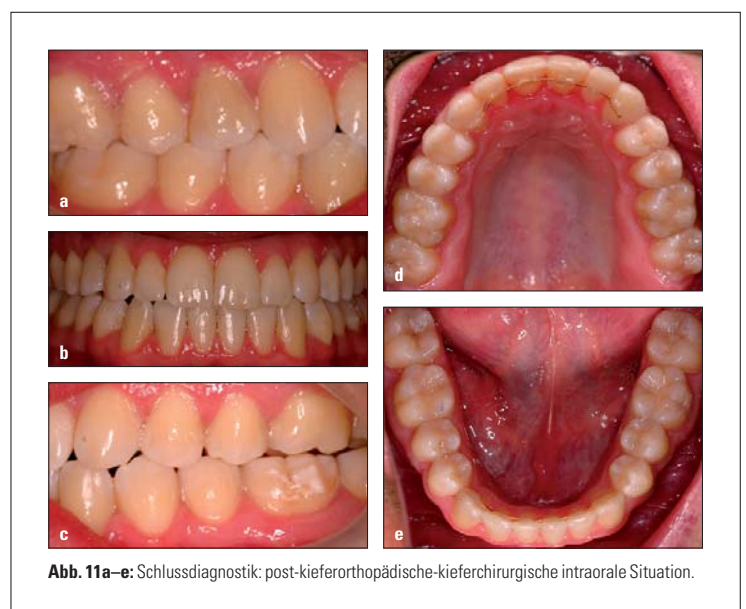 a
b
c
d
e
Abb. 11a–e: Schlussdiagnostik: post-kieferorthopädische-kieferchirurgische intraorale Situation.